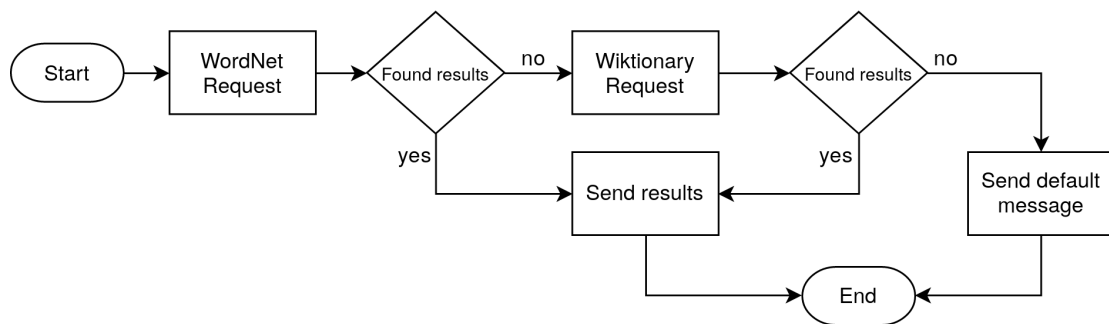 Start
WordNet
Request
Found results
no
Wiktionary
Request
Found results
no
yes
Send results
yes
Send default
message
End